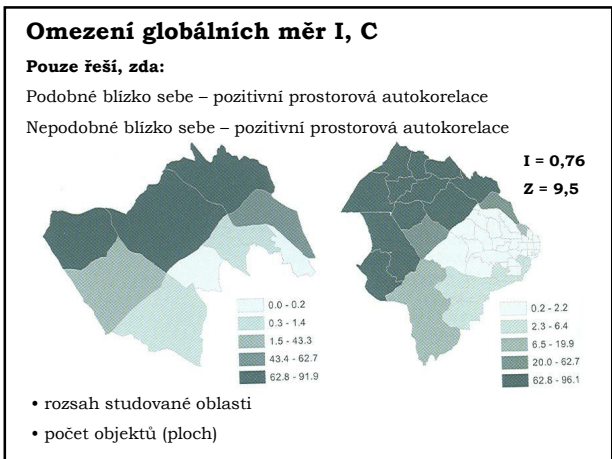 Omezení globálních měr I, C
Pouze řeší, zda:
Podobné blízko sebe – pozitivní prostorová autokorelace
Nepodobné blízko sebe – pozitivní prostorová autokorelace
I = 0,76
Z = 9,5
0.0 - 0.2
0.3 - 1.4
1.5 - 43.3
43.4 - 62.7
62.8 - 91.9
0.2 - 2.2
2.3 - 6.4
6.5 - 19.9
20.0 - 62.7
62.8 - 96.1
• rozsah studované oblasti
• počet objektů (ploch)